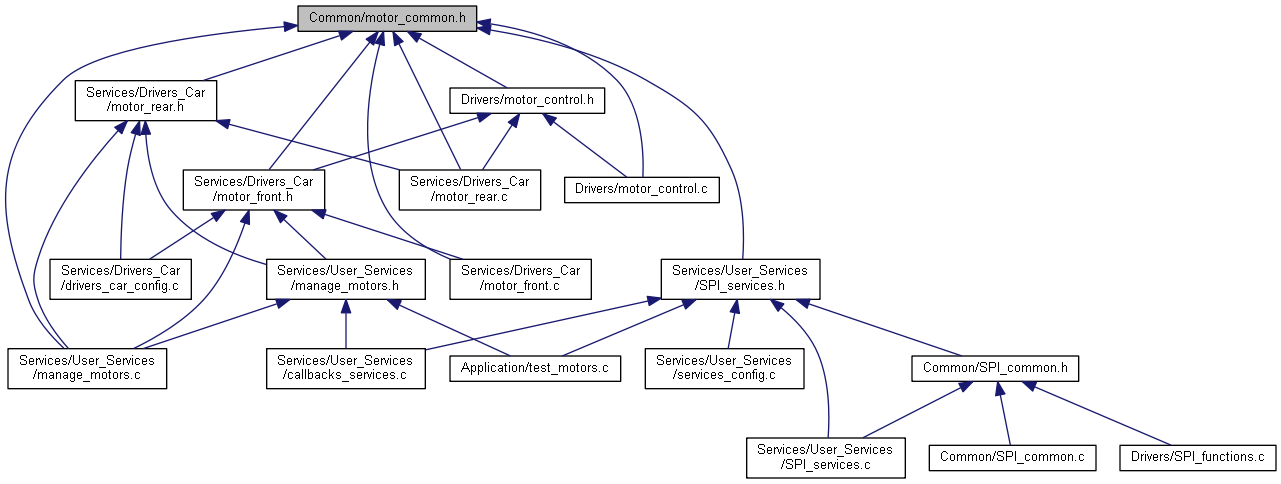 Common/motor_common.h
Services/Drivers_Car
/motor_rear.h
Drivers/motor_control.h
Services/Drivers_Car
/motor_front.h
Services/Drivers_Car
/motor_rear.c
Drivers/motor_control.c
Services/Drivers_Car
/drivers_car_config.c
Services/User_Services
/manage_motors.h
Services/Drivers_Car
/motor_front.c
Services/User_Services
/SPI_services.h
Services/User_Services
/manage_motors.c
Services/User_Services
/callbacks_services.c
Application/test_motors.c
Services/User_Services
/services_config.c
Common/SPI_common.h
Services/User_Services
/SPI_services.c
Common/SPI_common.c
Drivers/SPI_functions.c